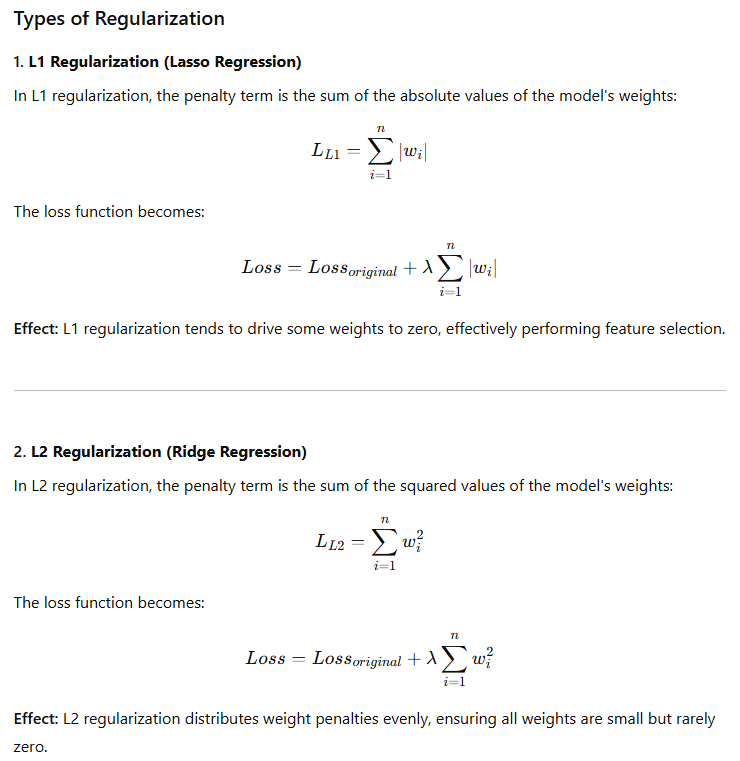 Types of Regularization
1. L1 Regularization (Lasso Regression)
In L1 regularization, the penalty term is the sum of the absolute values of the model's weights:
L_{L1} = \sum_{i=1}^{n} |w_i|
The loss function becomes:
Loss = Loss_{original} + λ \sum_{i=1}^{n} |w_i|
Effect: L1 regularization tends to drive some weights to zero, effectively performing feature selection.
2. L2 Regularization (Ridge Regression)
In L2 regularization, the penalty term is the sum of the squared values of the model's weights:
L_{L2} = \sum_{i=1}^{n} w_i^2
The loss function becomes:
Loss = Loss_{original} + λ \sum_{i=1}^{n} w_i^2
Effect: L2 regularization distributes weight penalties evenly, ensuring all weights are small but rarely
zero.